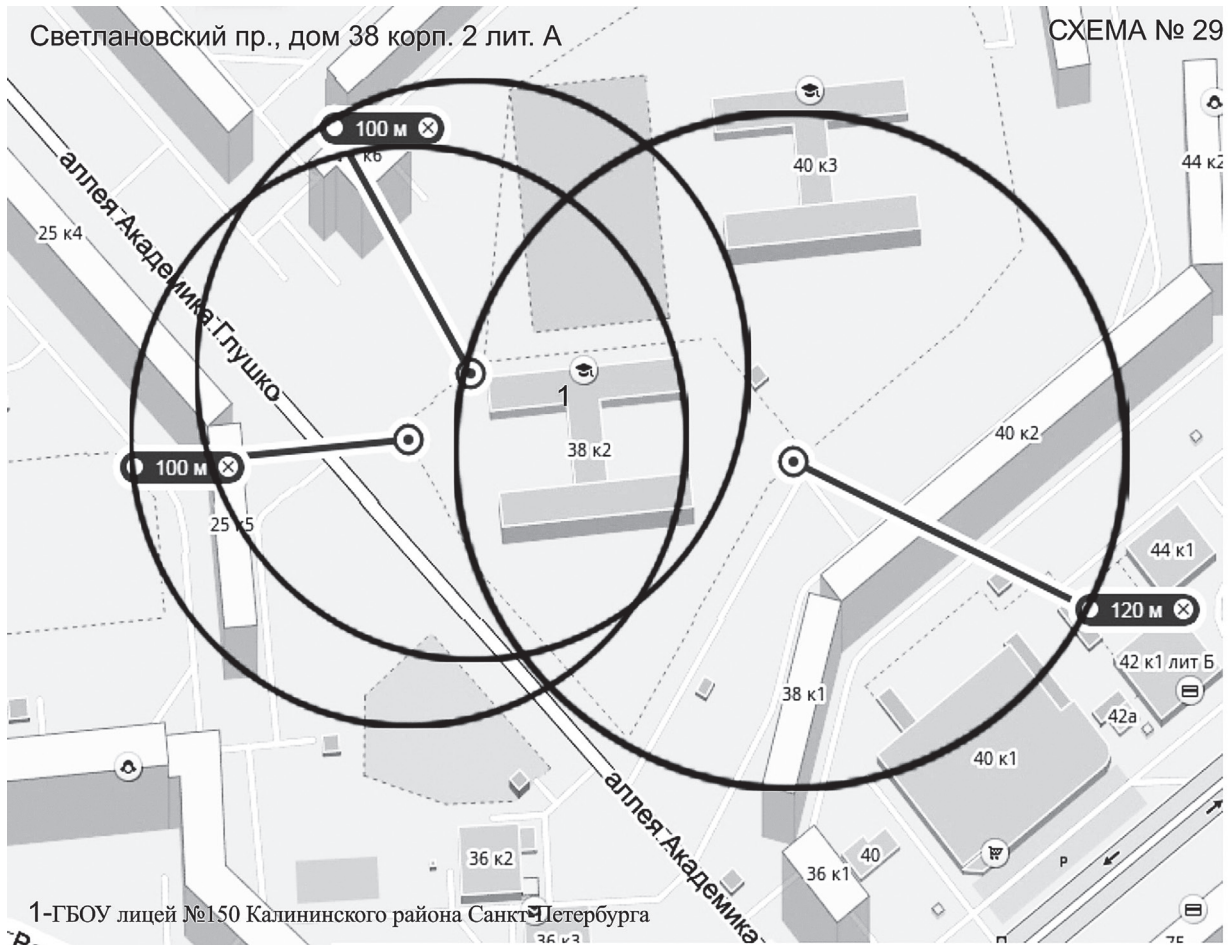 Светлановский пр., дом 38 корп. 2 лит. А
СХЕМА № 29
100 м
к6
40 к3
44 к2
25 к4
аллея Академика Глушко
1
38 к2
40 к2
100 м
25 к5
44 к1
120 м
42 к1 лит Б
38 к1
42а
40 к1
аллея Академика
36 к2
40
P
36 к1
1-ГБОУ лицей №150 Калининского района Санкт-Петербурга
36 к3
75